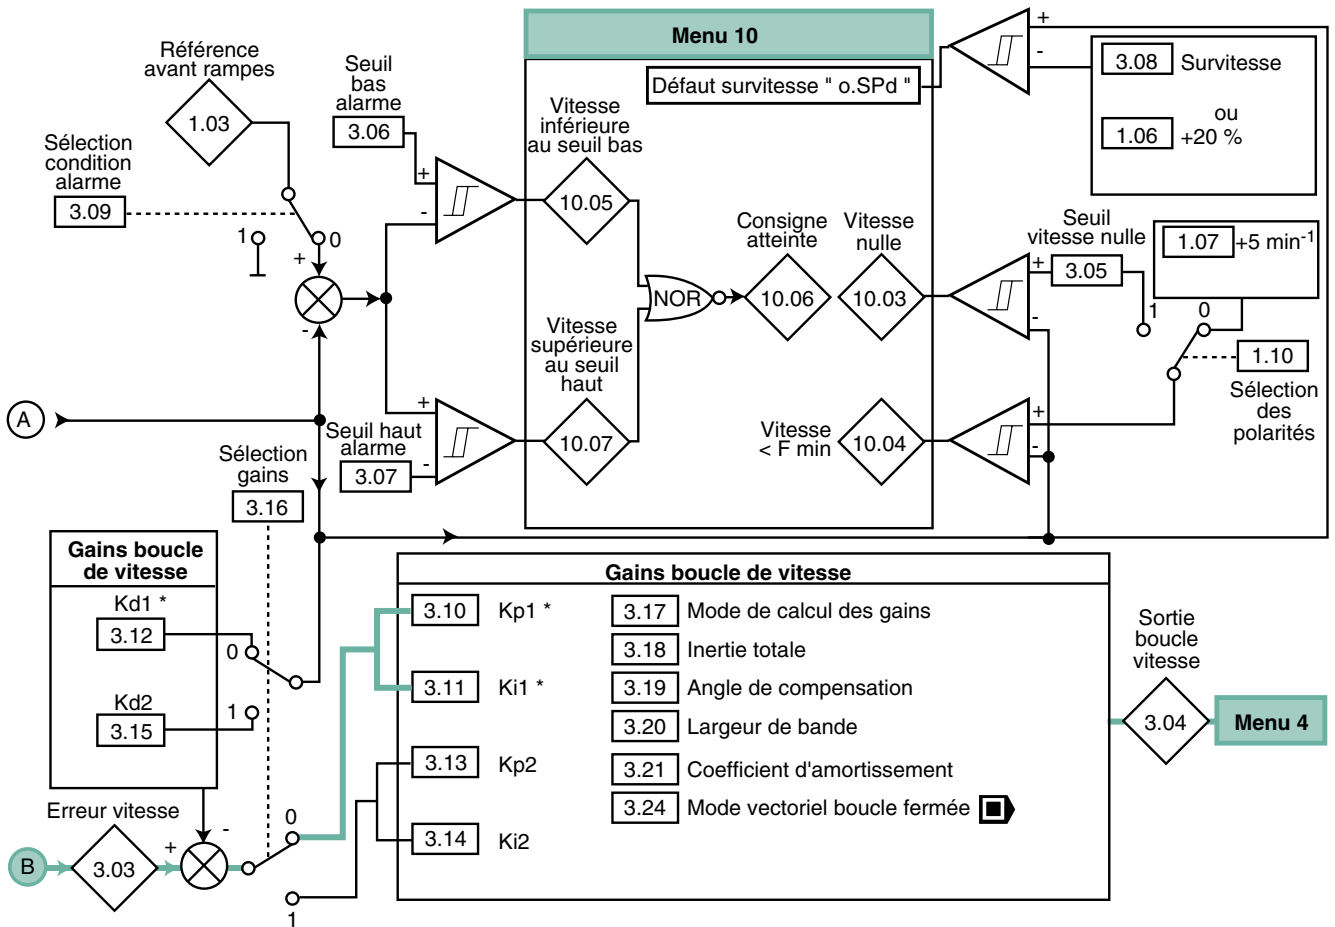 Menu 10
Référence
avant rampes
1.03
Sélection
condition
alarme
3.09
1
0
+
-
Seuil
bas
alarme
3.06
+
-
Vitesse
inférieure
au seuil bas
10.05
Défaut survitesse " o.SPd "
+
-
3.08 Survitesse
ou
1.06 +20 %
Consigne
atteinte
10.06
NOR
Vitesse
nulle
10.03
+
-
Seuil
vitesse nulle
3.05
1.07 +5 min-1
1
0
1.10
Sélection
des
polarités
A
Seuil haut
alarme
3.07
+
-
Vitesse
supérieure
au seuil
haut
10.07
Vitesse
< F min
10.04
+
-
Sélection
gains
3.16
Gains boucle
de vitesse
Kd1 *
3.12
0
Kd2
3.15
1
Erreur vitesse
B
3.03
+
-
0
1
Gains boucle de vitesse
3.10 Kp1 *
3.11 Ki1 *
3.13 Kp2
3.14 Ki2
3.17 Mode de calcul des gains
3.18 Inertie totale
3.19 Angle de compensation
3.20 Largeur de bande
3.21 Coefficient d'amortissement
3.24 Mode vectoriel boucle fermée
Sortie
boucle
vitesse
3.04
Menu 4